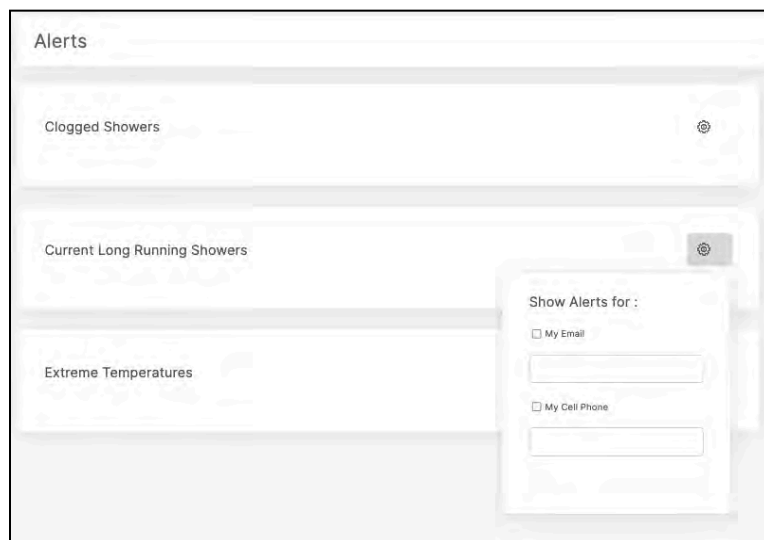 Alerts
Clogged Showers
Current Long Running Showers
Show Alerts for :
My Email
Extreme Temperatures
My Cell Phone